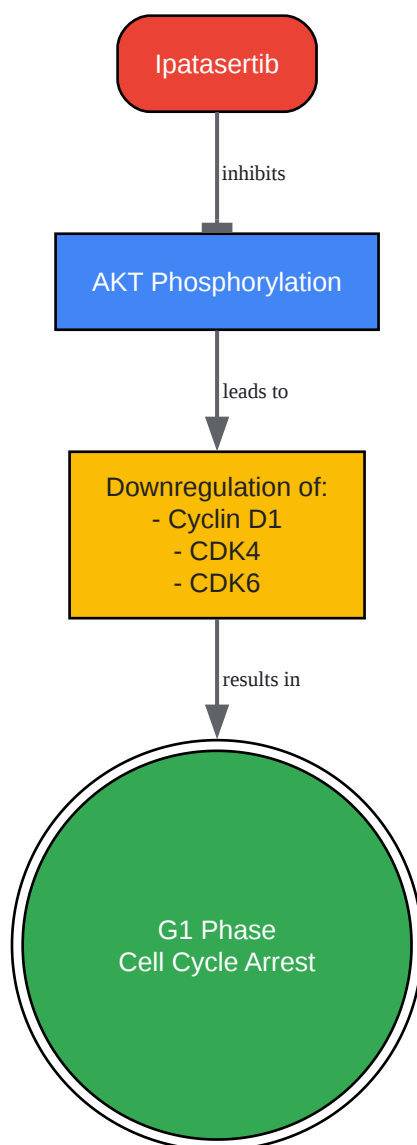 Ipatasertib
inhibits
AKT Phosphorylation
leads to
Downregulation of:
- Cyclin D1
- CDK4
- CDK6
results in
G1 Phase
Cell Cycle Arrest